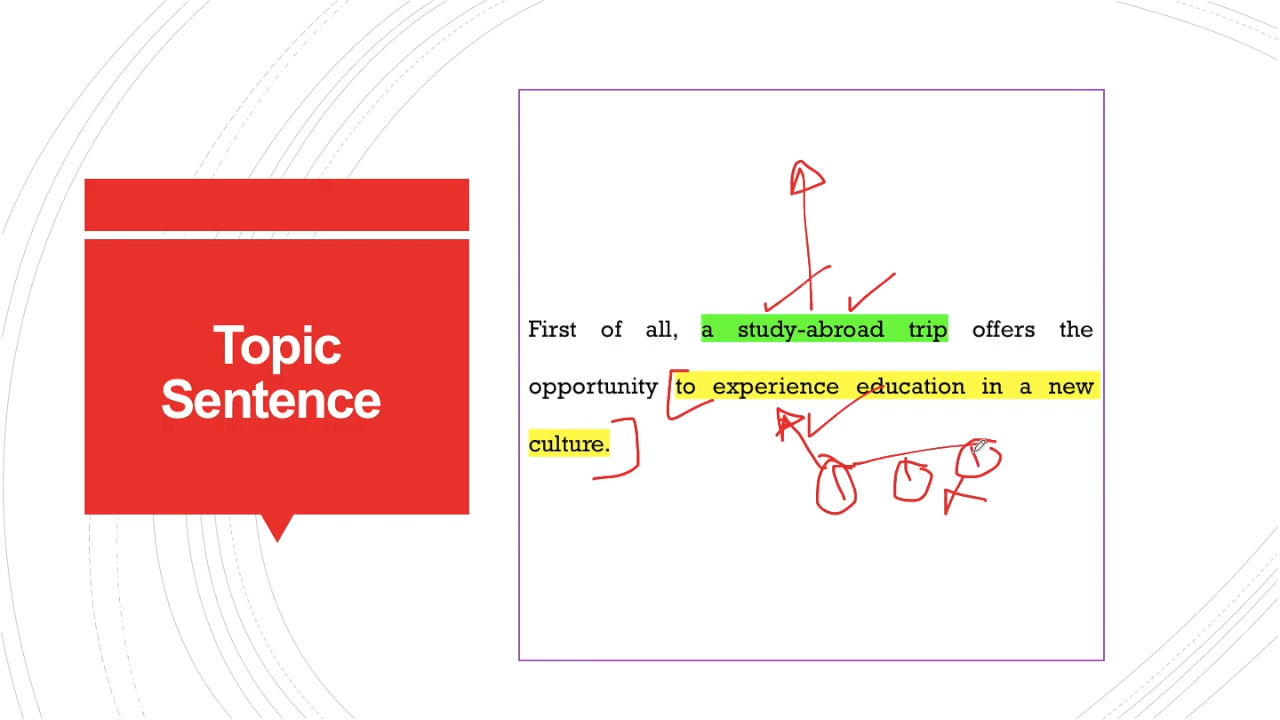 Topic
Sentence
First of all, a study-abroad trip offers the
opportunity to experience education in a new
culture.